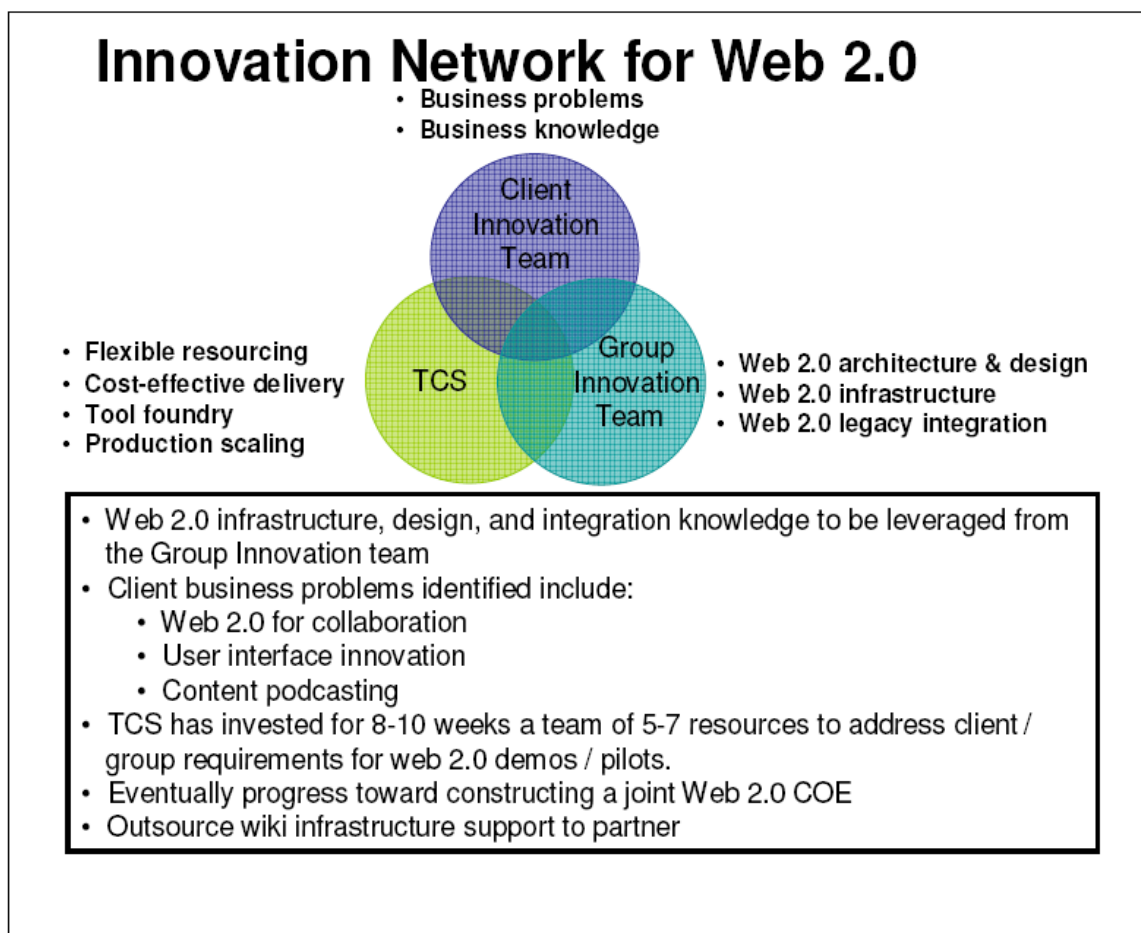 Innovation Network for Web 2.0
• Business problems
• Business knowledge
Client
Innovation
Team
• Flexible resourcing
• Cost-effective delivery
• Tool foundry
• Production scaling
TCS
Group
Innovation
Team
• Web 2.0 architecture & design
• Web 2.0 infrastructure
• Web 2.0 legacy integration
• Web 2.0 infrastructure, design, and integration knowledge to be leveraged from
the Group Innovation team
• Client business problems identified include:
• Web 2.0 for collaboration
• User interface innovation
• Content podcasting
• TCS has invested for 8-10 weeks a team of 5-7 resources to address client /
group requirements for web 2.0 demos / pilots.
• Eventually progress toward constructing a joint Web 2.0 COE
• Outsource wiki infrastructure support to partner